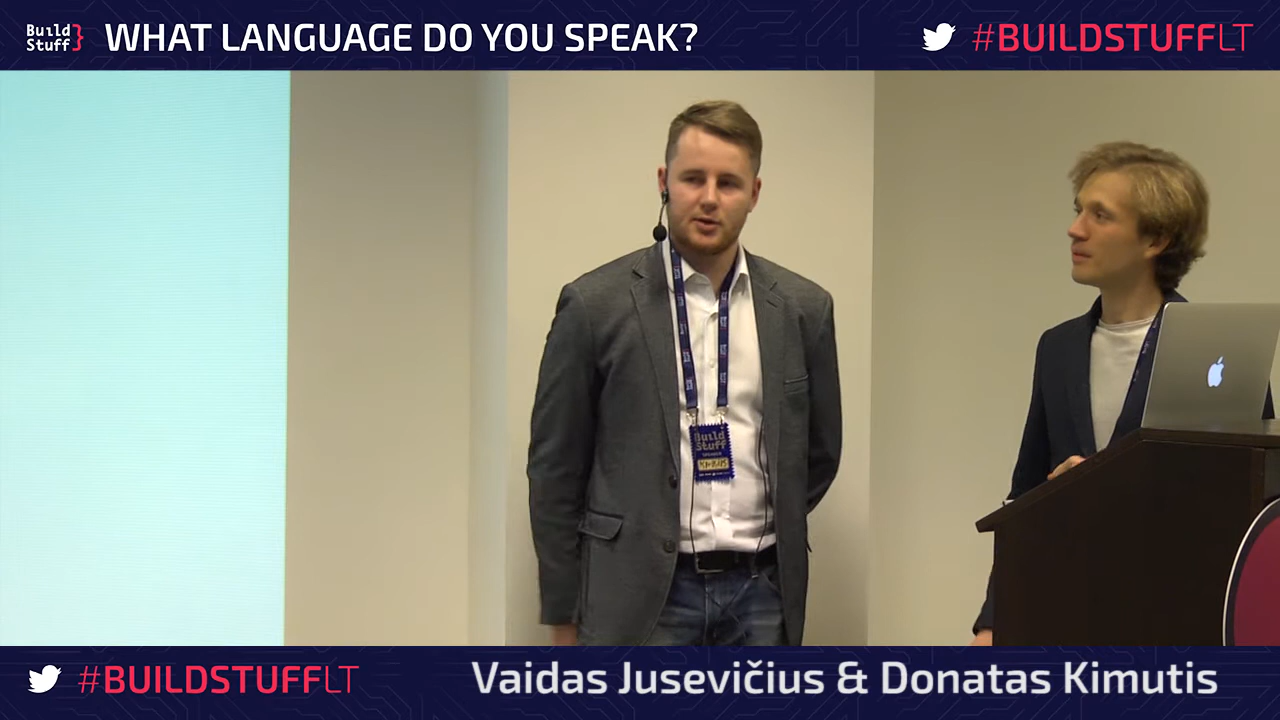 Build
Stuff}
WHAT LANGUAGE DO YOU SPEAK?
#BUILDSTUFFLT
Build
Stuff
#BUILDSTUFFLT
Vaidas Jusevičius & Donatas Kimutis